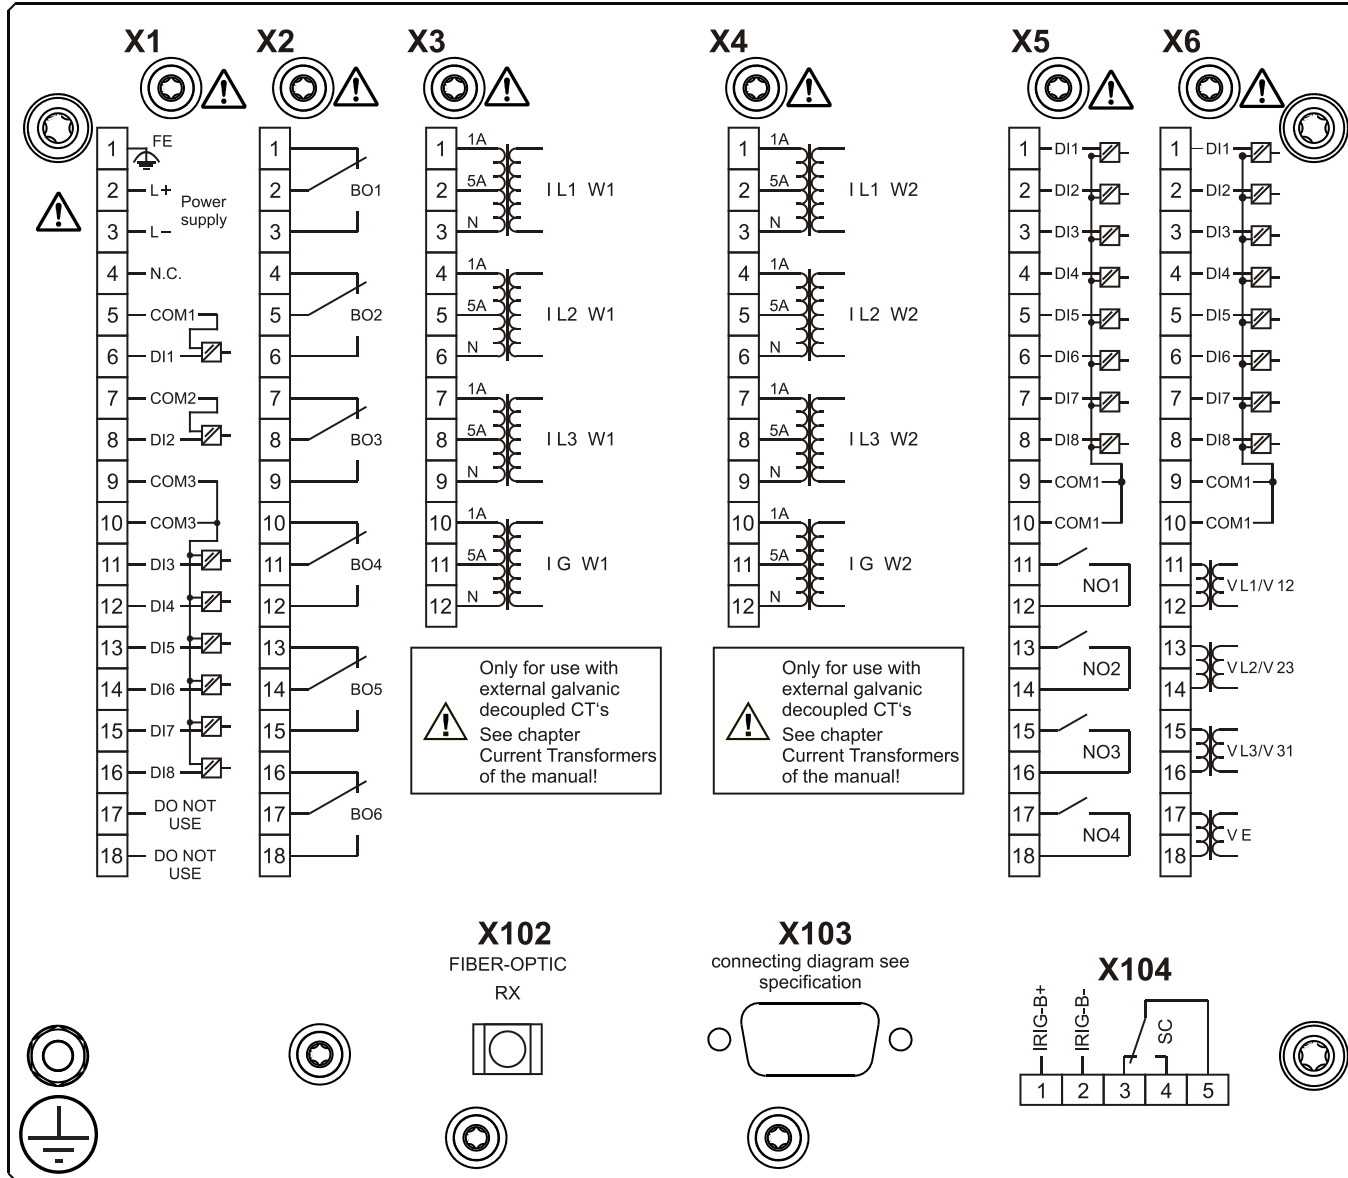 X1
1 FE
2 L+
Power
supply
3 L–
4 N.C.
5 COM1
6 DI1
7 COM2
8 DI2
9 COM3
10 COM3
11 DI3
12 DI4
13 DI5
14 DI6
15 DI7
16 DI8
17 DO NOT
USE
18 DO NOT
USE
X2
1
2 BO1
3
4
5 BO2
6
7
8 BO3
9
10
11 BO4
12
13
14 BO5
15
16
17 BO6
18
X3
1 1A
2 5A I L1 W1
3 N
4 1A
5 5A I L2 W1
6 N
7 1A
8 5A I L3 W1
9 N
10 1A
11 5A I G W1
12 N
Only for use with
external galvanic
decoupled CT‘s
See chapter
Current Transformers
of the manual!
X4
1 1A
2 5A I L1 W2
3 N
4 1A
5 5A I L2 W2
6 N
7 1A
8 5A I L3 W2
9 N
10 1A
11 5A I G W2
12 N
Only for use with
external galvanic
decoupled CT‘s
See chapter
Current Transformers
of the manual!
X5
1 DI1
2 DI2
3 DI3
4 DI4
5 DI5
6 DI6
7 DI7
8 DI8
9 COM1
10 COM1
11
NO1
12
13
NO2
14
15
NO3
16
17
NO4
18
X6
1 DI1
2 DI2
3 DI3
4 DI4
5 DI5
6 DI6
7 DI7
8 DI8
9 COM1
10 COM1
11
V L1/V 12
12
13
V L2/V 23
14
15
V L3/V 31
16
17
V E
18
X102
FIBER-OPTIC
RX
X103
connecting diagram see
specification
X104
IRIG-B+
IRIG-B-
SC
1 2 3 4 5